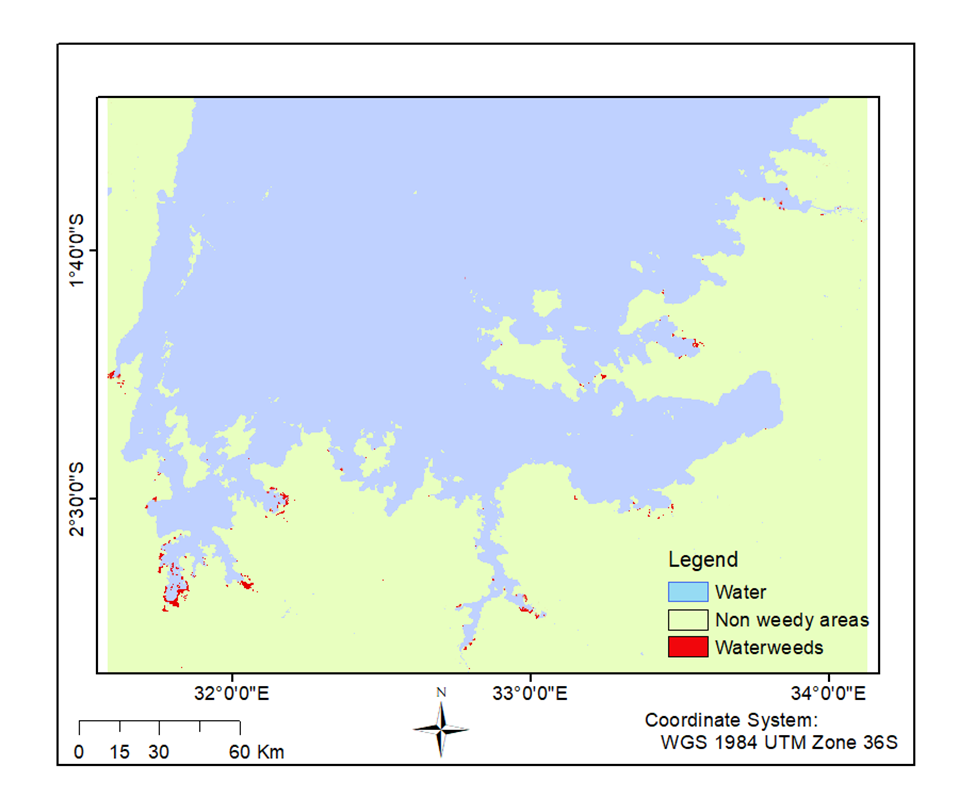 1°40'0"S
2°30'0"S
Legend
Water
Non weedy areas
Waterweeds
32°0'0"E
33°0'0"E
34°0'0"E
N
0 15 30 60 Km
Coordinate System:
WGS 1984 UTM Zone 36S